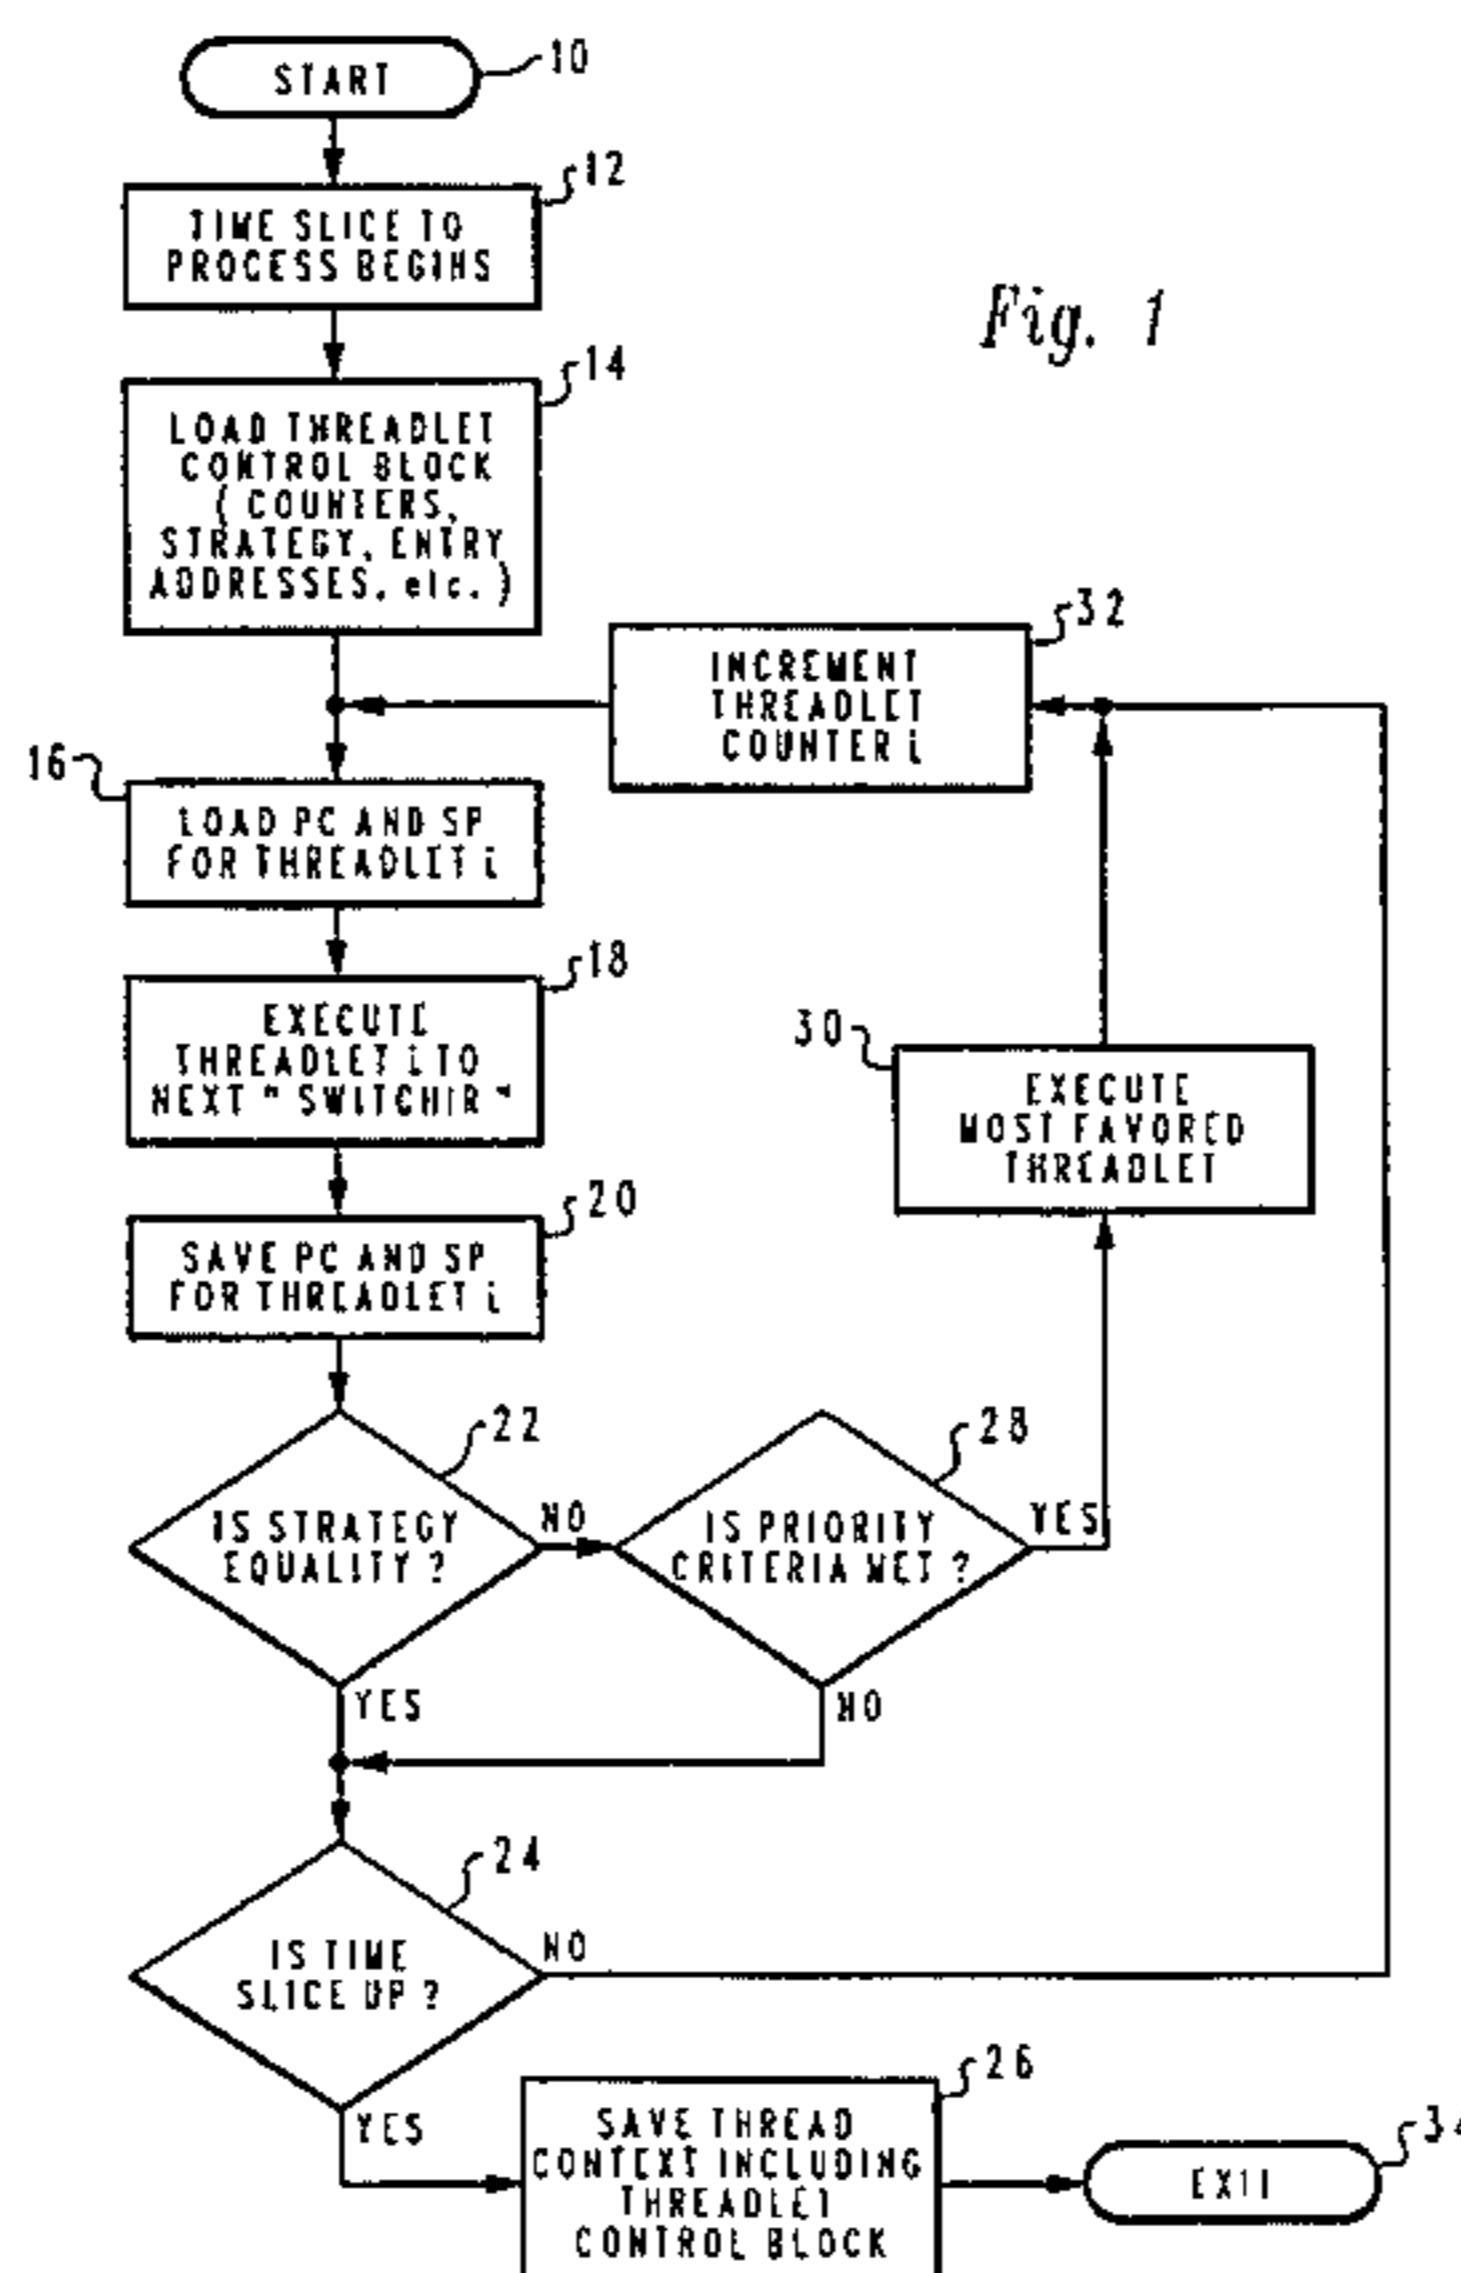 START
10
12
TIME SLICE TO
PROCESS BEGINS
Fig. 1
14
LOAD THREADLET
CONTROL BLOCK
( COUNTERS,
STRATEGY, ENTRY
ADDRESSES, etc. )
32
INCREMENT
THREADLET
COUNTER i
16
LOAD PC AND SP
FOR THREADLET i
18
EXECUTE
THREADLET i TO
NEXT " SWITCHIR "
30
EXECUTE
MOST FAVORED
THREADLET
20
SAVE PC AND SP
FOR THREADLET i
22
IS STRATEGY
EQUALITY ?
NO
28
IS PRIORITY
CRITERIA MET ?
YES
YES
NO
24
IS TIME
SLICE UP ?
NO
YES
26
SAVE THREAD
CONTEXT INCLUDING
THREADLET
CONTROL BLOCK
34
EXIT